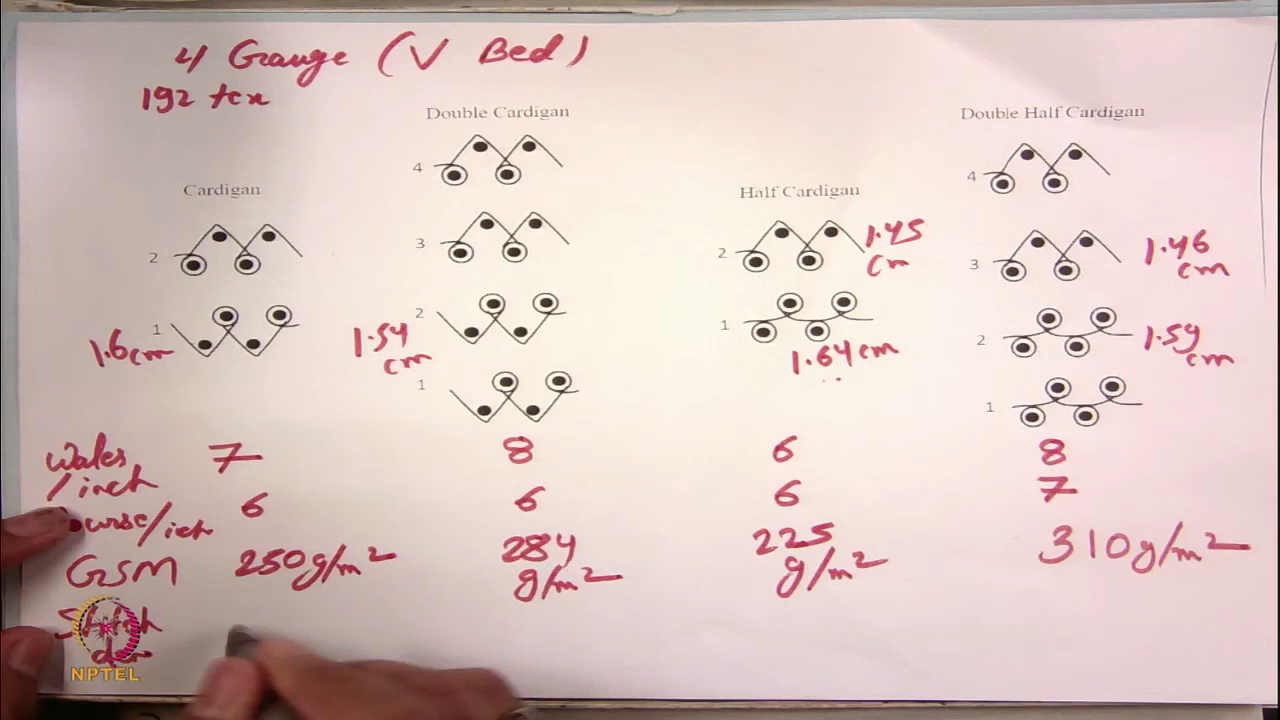 4 Gauge (V Bed)
192 tex
Cardigan
2
1
1.6cm
Double Cardigan
4
3
2
1
1.54
cm
Half Cardigan
2
1.45
cm
1
1.64cm
Double Half Cardigan
4
3
1.46
cm
2
1.59
cm
1
Wales
/inch 7 8 6 8
6 6 6 7
GSM 250g/m² 284
g/m² 225
g/m² 310g/m²
NPTEL